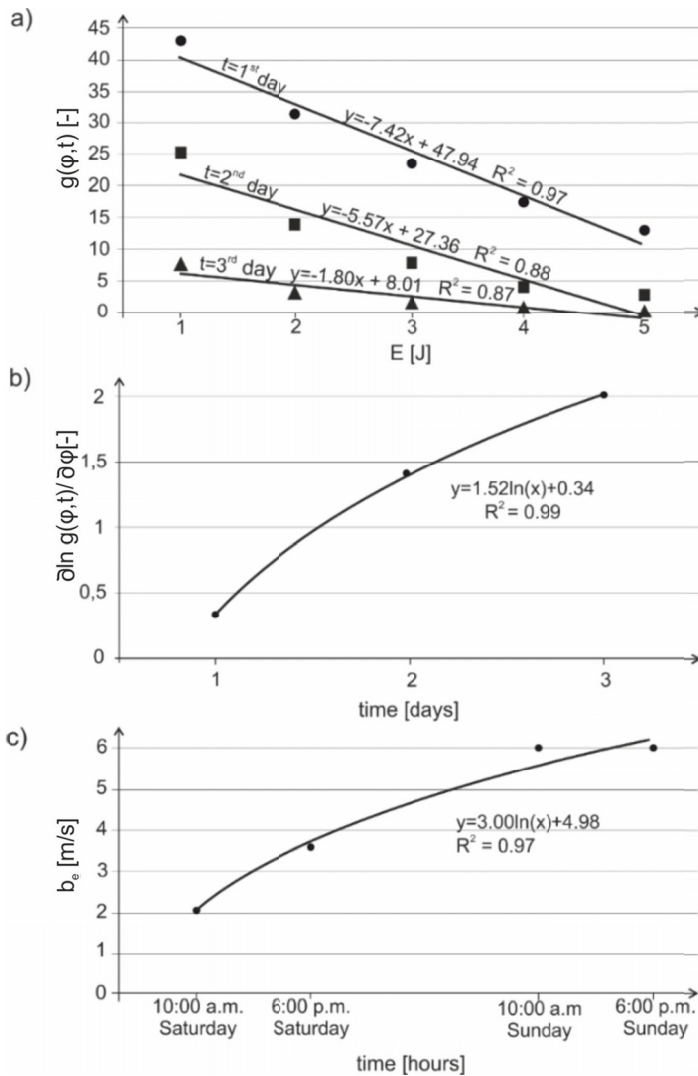 a)
45
40
35
30
25
20
15
10
5
0
g(φ,t) [-]
t=1st day
y=-7.42x + 47.94 R² = 0.97
t=2nd day
y=-5.57x + 27.36 R² = 0.88
t=3rd day y=-1.80x + 8.01 R² = 0.87
1 2 3 4 5
E [J]
b)
2
1,5
1
0,5
0
∂ln g(φ,t)/∂φ[-]
y=1.52ln(x)+0.34
R² = 0.99
1 2 3
time [days]
c)
6
5
4
3
2
1
0
bₑ [m/s]
y=3.00ln(x)+4.98
R² = 0.97
10:00 a.m. 6:00 p.m. 10:00 a.m 6:00 p.m.
Saturday Saturday Sunday Sunday
time [hours]